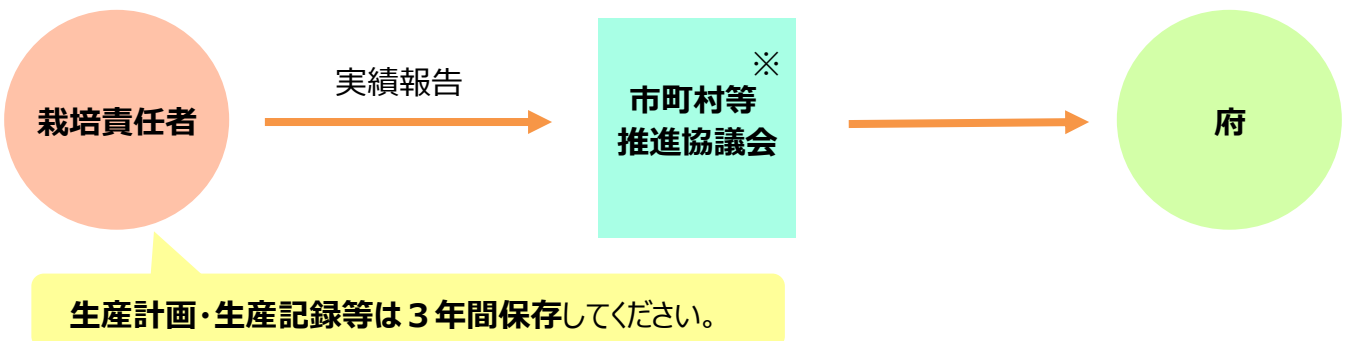 栽培責任者
実績報告
※
市町村等
推進協議会
府
生産計画・生産記録等は３年間保存してください。